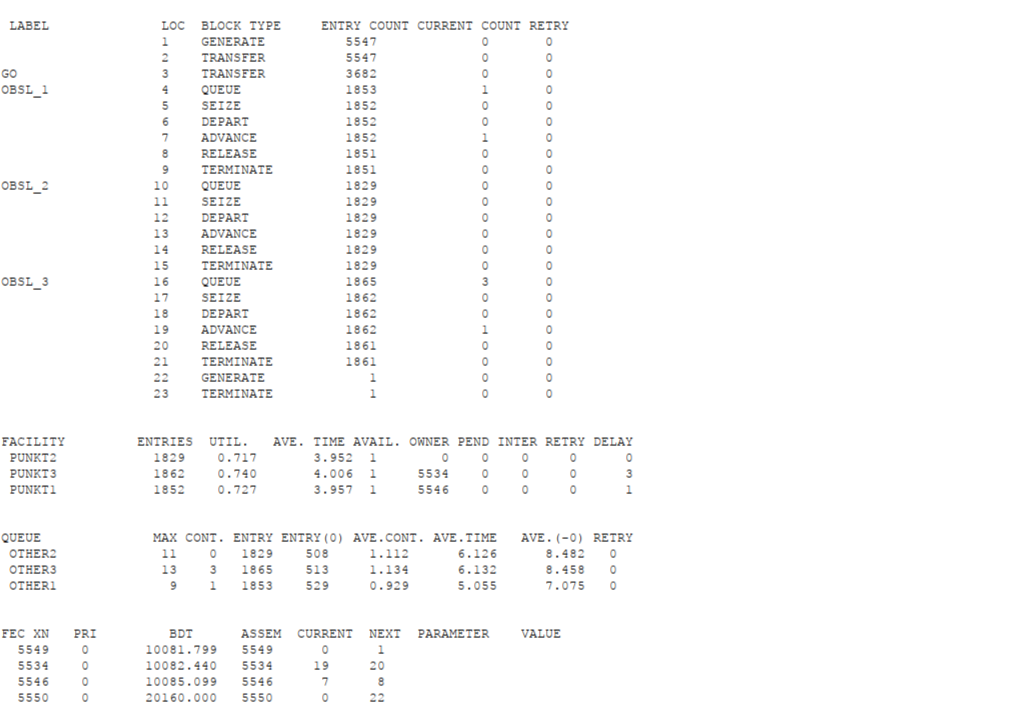 LABEL LOC BLOCK TYPE ENTRY COUNT CURRENT COUNT RETRY
1 GENERATE 5547 0 0
2 TRANSFER 5547 0 0
GO 3 TRANSFER 3682 0 0
OBSL_1 4 QUEUE 1853 1 0
5 SEIZE 1852 0 0
6 DEPART 1852 0 0
7 ADVANCE 1852 1 0
8 RELEASE 1851 0 0
9 TERMINATE 1851 0 0
OBSL_2 10 QUEUE 1829 0 0
11 SEIZE 1829 0 0
12 DEPART 1829 0 0
13 ADVANCE 1829 0 0
14 RELEASE 1829 0 0
15 TERMINATE 1829 0 0
OBSL_3 16 QUEUE 1865 3 0
17 SEIZE 1862 0 0
18 DEPART 1862 0 0
19 ADVANCE 1862 1 0
20 RELEASE 1861 0 0
21 TERMINATE 1861 0 0
22 GENERATE 1 0 0
23 TERMINATE 1 0 0
FACILITY ENTRIES UTIL. AVE. TIME AVAIL. OWNER PEND INTER RETRY DELAY
PUNKT2 1829 0.717 3.952 1 0 0 0 0 0
PUNKT3 1862 0.740 4.006 1 5534 0 0 0 3
PUNKT1 1852 0.727 3.957 1 5546 0 0 0 1
QUEUE MAX CONT. ENTRY ENTRY(0) AVE.CONT. AVE.TIME AVE.(-0) RETRY
OTHER2 11 0 1829 508 1.112 6.126 8.482 0
OTHER3 13 3 1865 513 1.134 6.132 8.458 0
OTHER1 9 1 1853 529 0.929 5.055 7.075 0
FEC XN PRI BDT ASSEM CURRENT NEXT PARAMETER VALUE
5549 0 10081.799 5549 0 1
5534 0 10082.440 5534 19 20
5546 0 10085.099 5546 7 8
5550 0 20160.000 5550 0 22